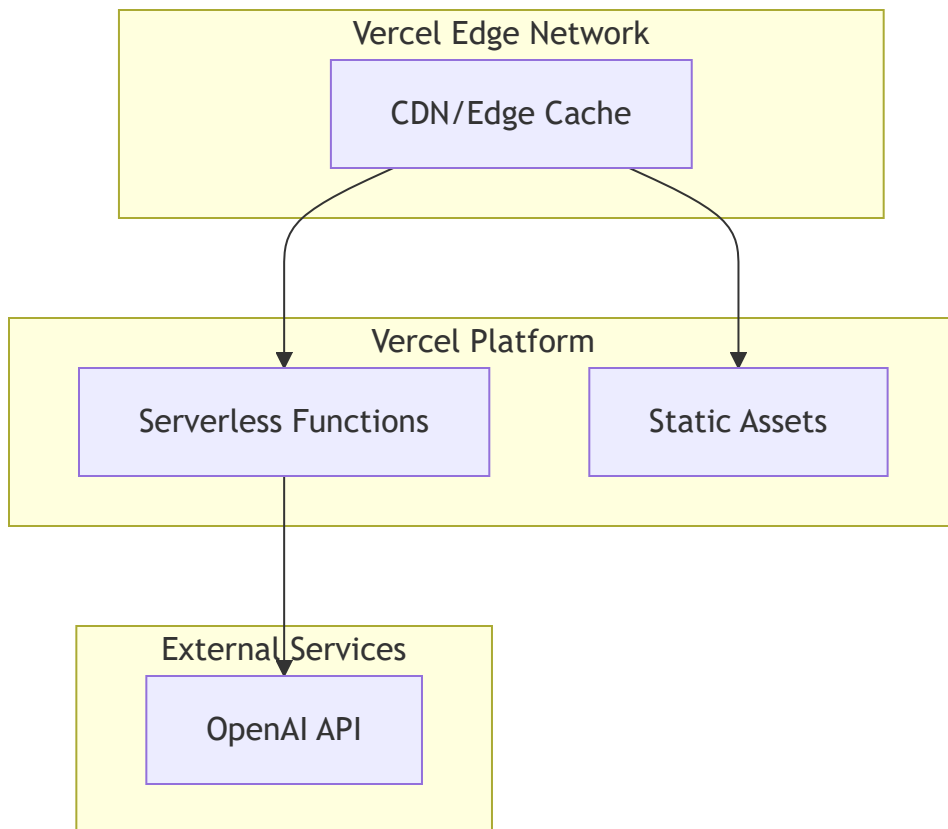 Vercel Edge Network
CDN/Edge Cache
Vercel Platform
Serverless Functions
Static Assets
External Services
OpenAI API